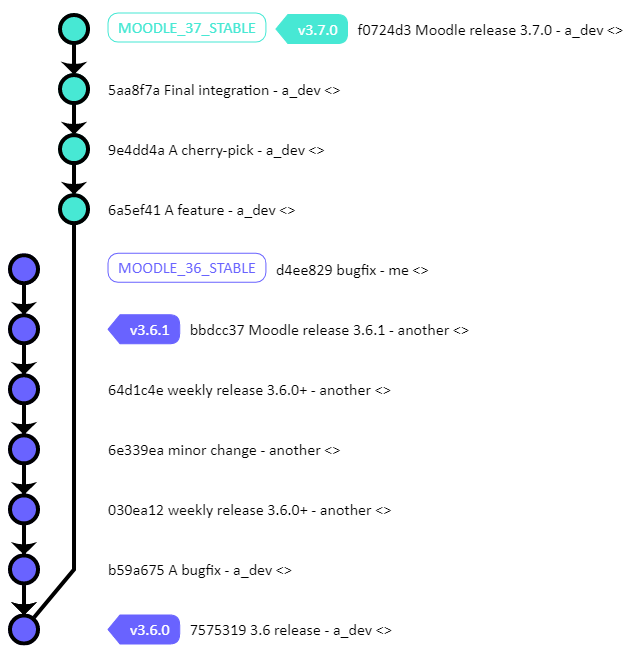 MOODLE_37_STABLE v3.7.0 f0724d3 Moodle release 3.7.0 - a_dev <>
5aa8f7a Final integration - a_dev <>
9e4dd4a A cherry-pick - a_dev <>
6a5ef41 A feature - a_dev <>
MOODLE_36_STABLE d4ee829 bugfix - me <>
v3.6.1 bbdcc37 Moodle release 3.6.1 - another <>
64d1c4e weekly release 3.6.0+ - another <>
6e339ea minor change - another <>
030ea12 weekly release 3.6.0+ - another <>
b59a675 A bugfix - a_dev <>
v3.6.0 7575319 3.6 release - a_dev <>